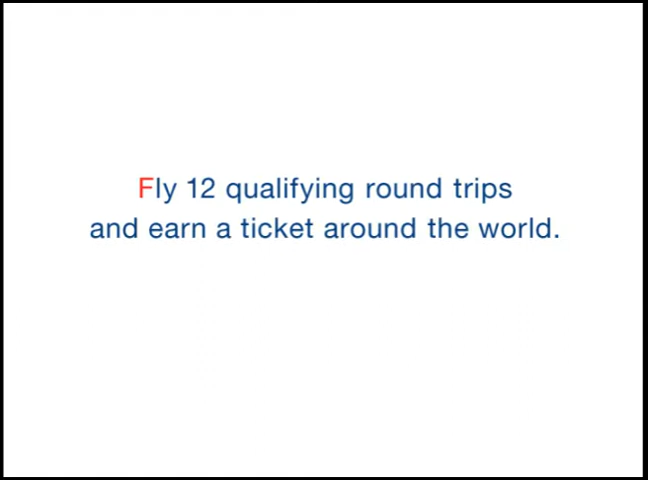 Fly 12 qualifying round trips
and earn a ticket around the world.